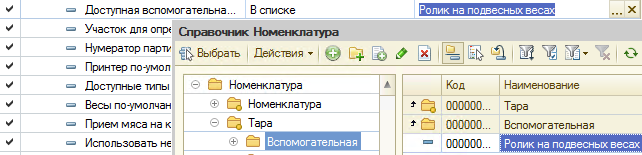 Доступная вспомогательна... В списке Ролик на подвесных весах
Участок для опре
Справочник Номенклатура
Нумератор парти
Выбрать Действия
Принтер по-умол
Доступные типы
Номенклатура Код Наименование
Весы по-умолчан
Номенклатура 000000... Тара
Прием мяса на к
Тара 000000... Вспомогательная
Использовать не
Вспомогательная 000000... Ролик на подвесных весах